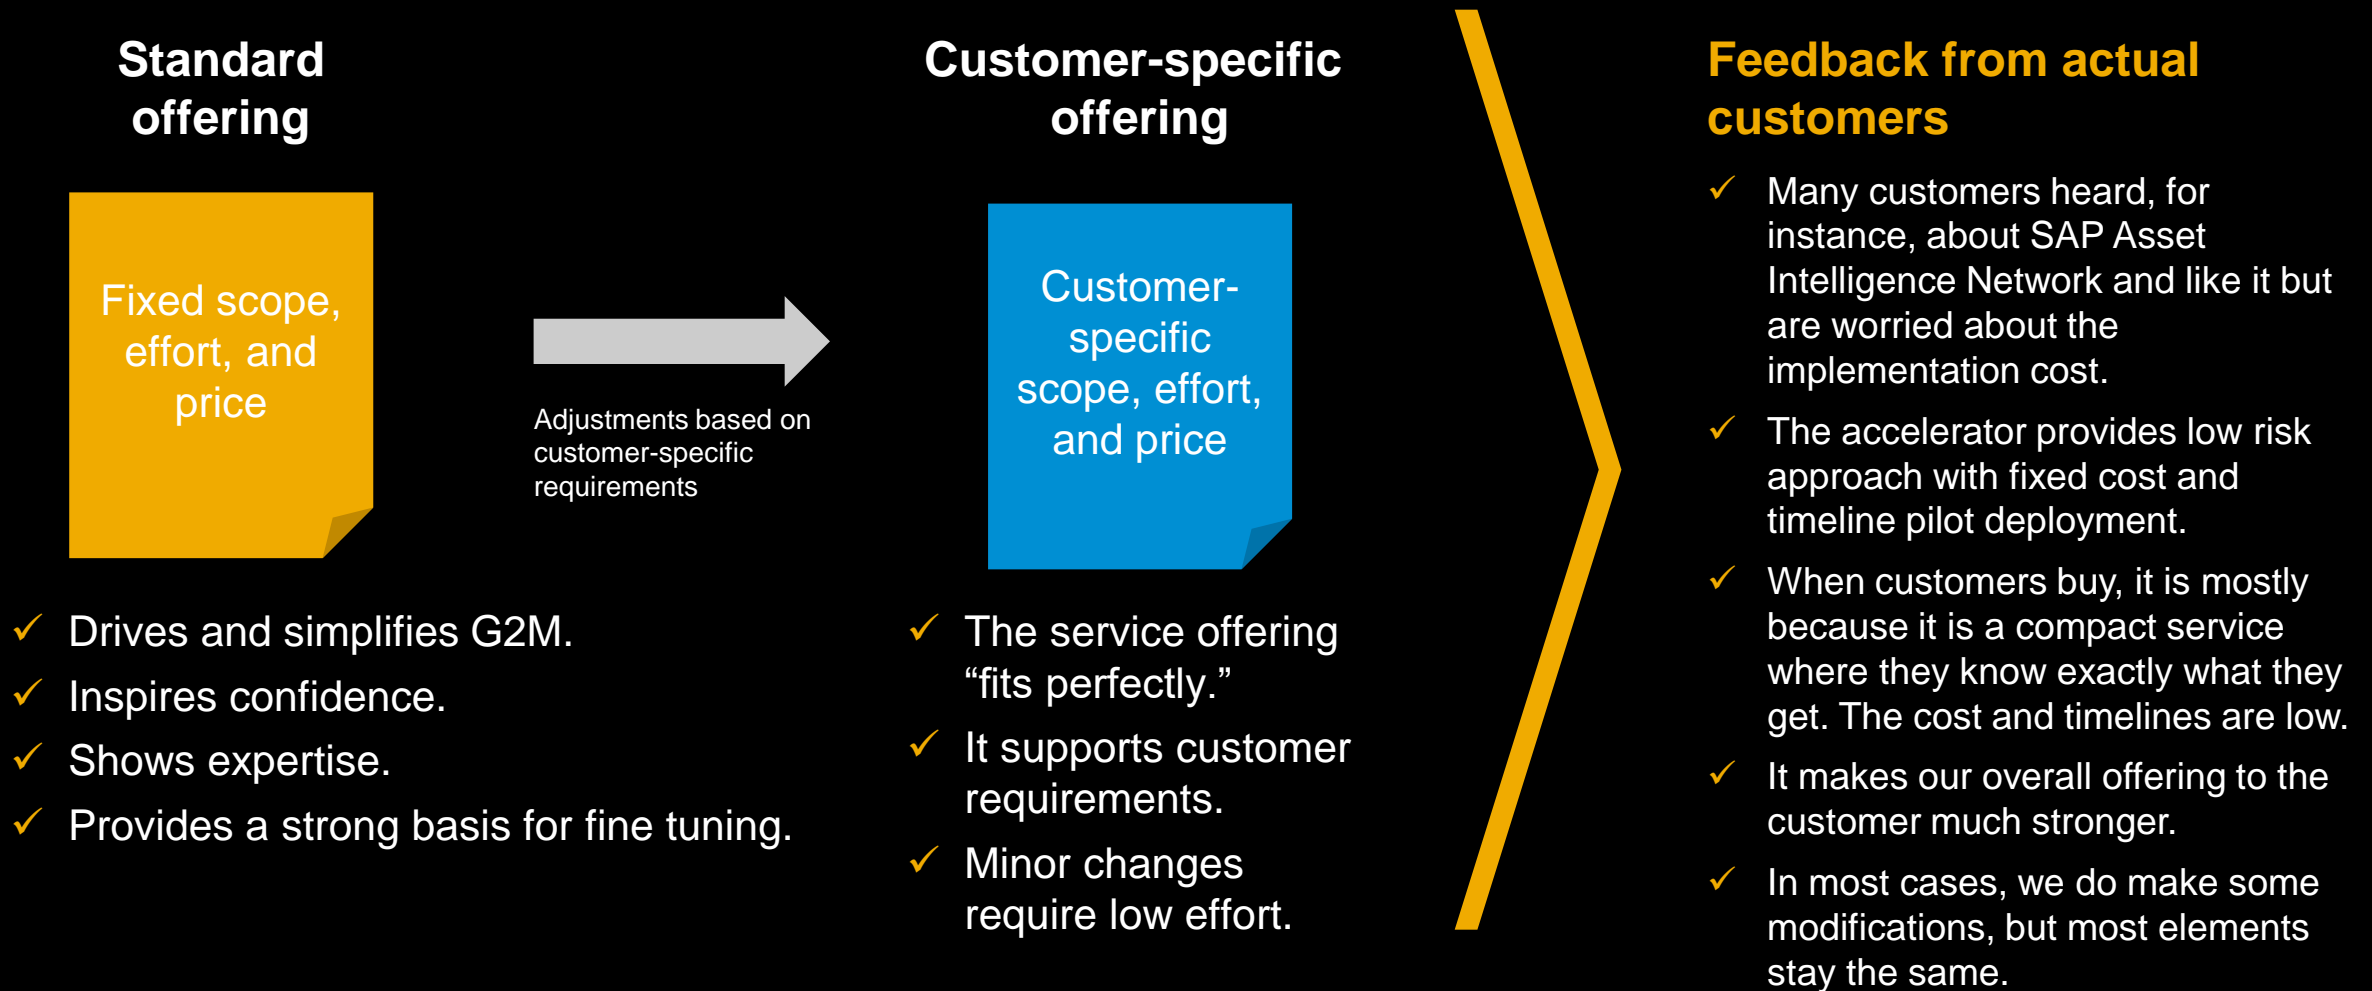 Standard
offering
Fixed scope,
effort, and
price
✓ Drives and simplifies G2M.
✓ Inspires confidence.
✓ Shows expertise.
✓ Provides a strong basis for fine tuning.
Adjustments based on
customer-specific
requirements
Customer-specific
offering
Customer-
specific
scope, effort,
and price
✓ The service offering
“fits perfectly.”
✓ It supports customer
requirements.
✓ Minor changes
require low effort.
Feedback from actual
customers
✓ Many customers heard, for
instance, about SAP Asset
Intelligence Network and like it but
are worried about the
implementation cost.
✓ The accelerator provides low risk
approach with fixed cost and
timeline pilot deployment.
✓ When customers buy, it is mostly
because it is a compact service
where they know exactly what they
get. The cost and timelines are low.
✓ It makes our overall offering to the
customer much stronger.
✓ In most cases, we do make some
modifications, but most elements
stay the same.